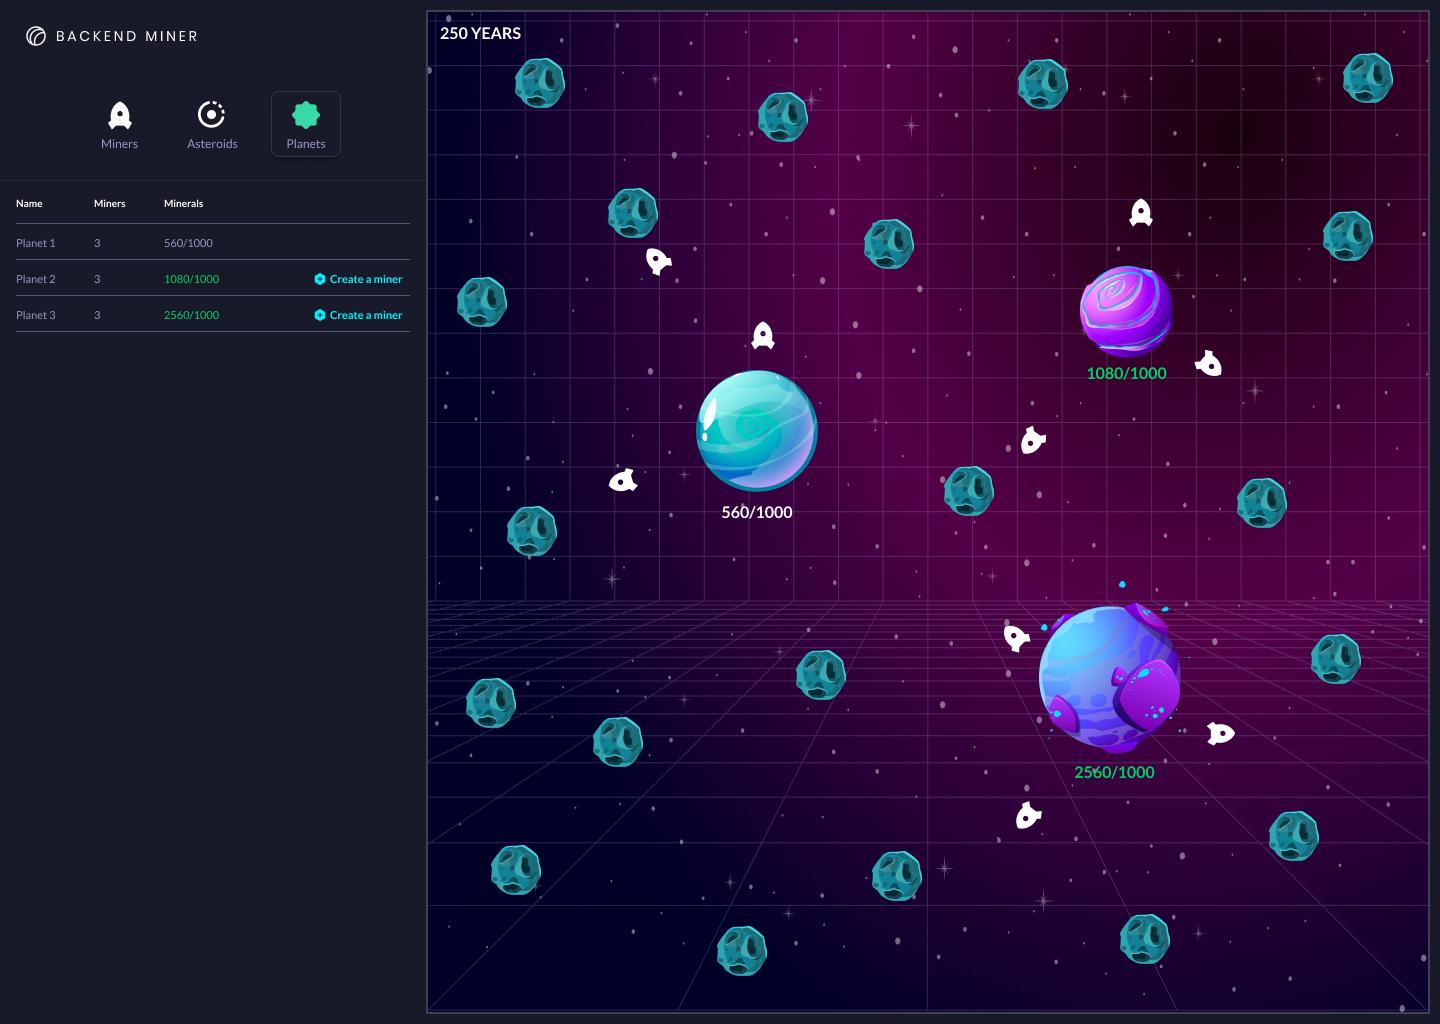 BACKEND MINER
Miners
Asteroids
Planets
Name Miners Minerals
Planet 1 3 560/1000
Planet 2 3 1080/1000 Create a miner
Planet 3 3 2560/1000 Create a miner
250 YEARS
1080/1000
560/1000
2560/1000